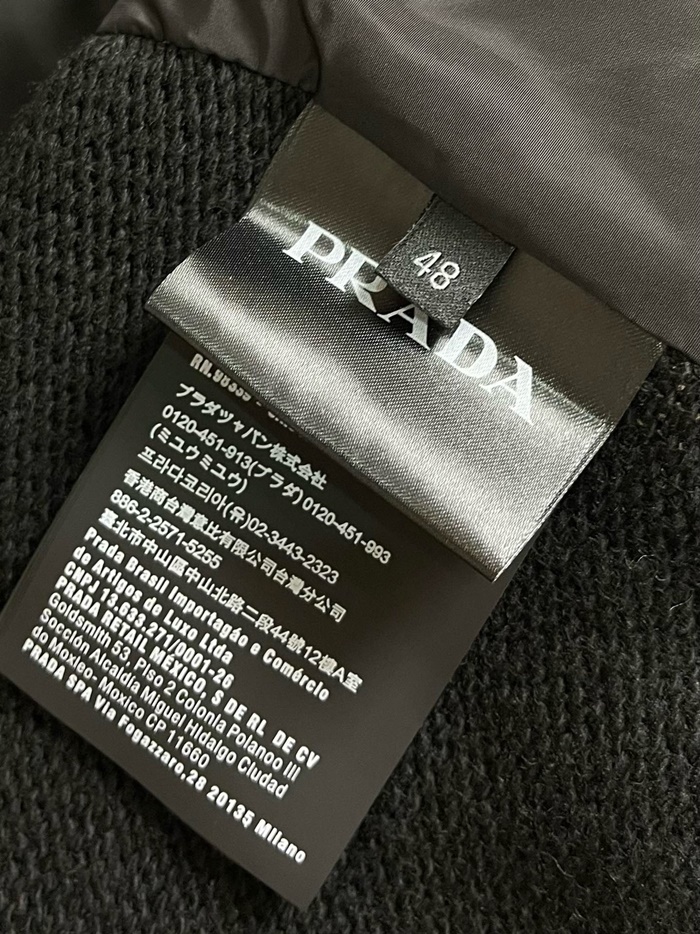 PRADA
48
プラダジャパン株式会社
0120-451-913(プラダ) 0120-451-993
(ミュウミュウ)
프라다코리아(유)02-3443-2323
香港商台灣普比有限公司台灣分公司
886-2-2571-5255
臺北市中山區中山北路二段44號12樓A室
Prada Brasil Importação e Comércio
de Artigos de Luxo Ltda
CNPJ 10.633.271/0001-26
PRADA RETAIL MÉXICO, S DE RL DE CV
Goldsmith 53, Piso 2 Colonia Polanco III
Sección Alcaldía Miguel Hidalgo Ciudad
de Mexico- Mexico CP 11660
PRADA SPA Via Fogazzaro,28 20135 Milano